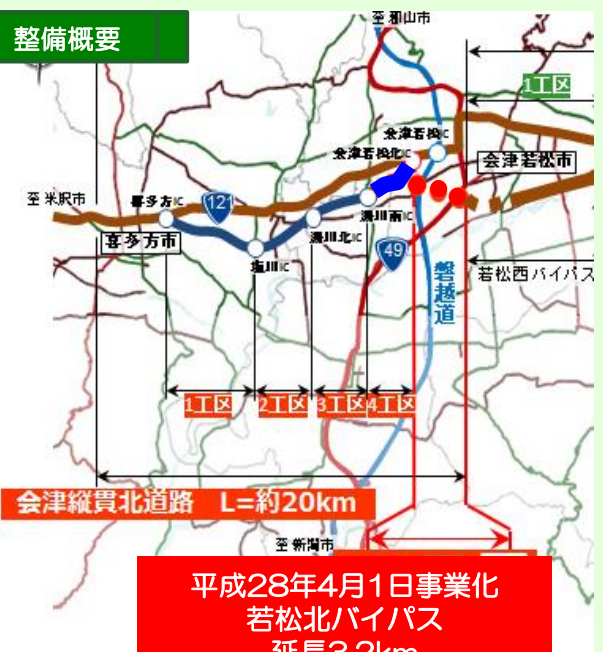 整備概要
至 郡山市
1工区
会津若松IC
会津若松北IC
会津若松市
至 米沢市
喜多方IC
121
湯川南IC
喜多方市
湯川北IC
塩川IC
49
磐越道
若松西バイパス
1工区
2工区
3工区
4工区
会津縦貫北道路 L=約20km
至 新潟市
平成28年4月1日事業化
若松北バイパス
延長3.2km